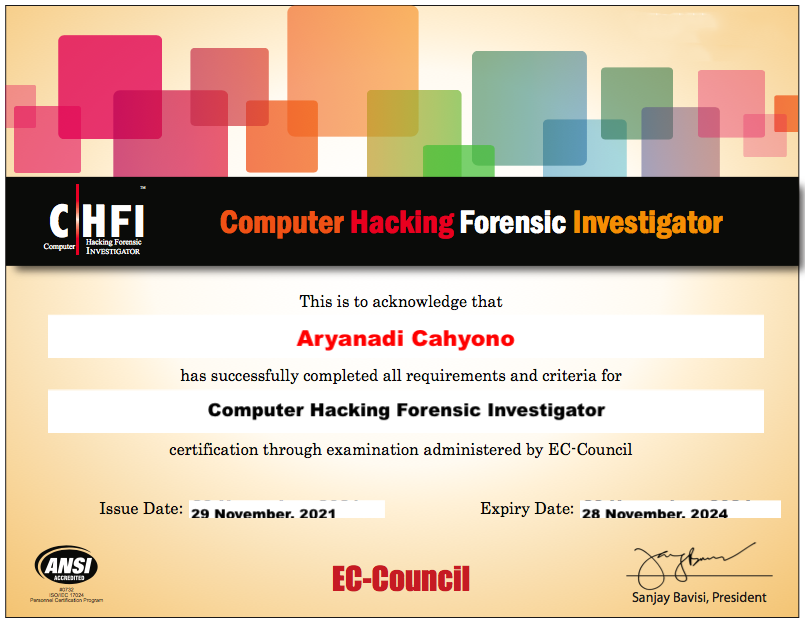 CHFI™
Computer Hacking Forensic
INVESTIGATOR
Computer Hacking Forensic Investigator
This is to acknowledge that
Aryanadi Cahyono
has successfully completed all requirements and criteria for
Computer Hacking Forensic Investigator
certification through examination administered by EC-Council
Issue Date: 29 November, 2021
Expiry Date: 28 November, 2024
ANSI
ACCREDITED
#0732
ISO/IEC 17024
Personnel Certification Program
EC-Council
Sanjay Bavisi, President